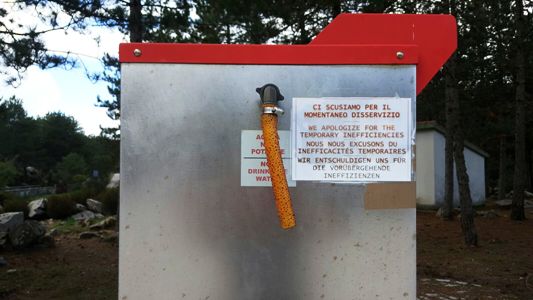 CI SCUSIAMO PER IL
MOMENTANEO DISSERVIZIO
WE APOLOGIZE FOR THE
TEMPORARY INEFFICIENCIES
NOUS NOUS EXCUSONS DU
INEFFICACITÉS TEMPORAIRES
WIR ENTSCHULDIGEN UNS FÜR
DIE VORÜBERGEHENDE
INEFFIZIENZEN